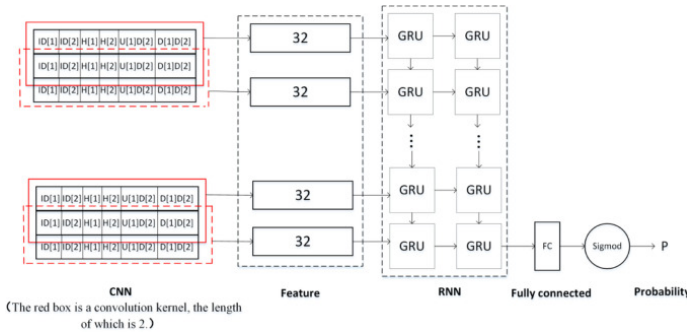 ID[1] ID[2] H[1] H[2] U[1]D[2] D[1]D[2] 32 GRU GRU
ID[1] ID[2] H[1] H[2] U[1]D[2] D[1]D[2]
ID[1] ID[2] H[1] H[2] U[1]D[2] D[1]D[2] 32 GRU GRU
ID[1] ID[2] H[1] H[2] U[1]D[2] D[1]D[2] 32 GRU GRU
ID[1] ID[2] H[1] H[2] U[1]D[2] D[1]D[2]
ID[1] ID[2] H[1] H[2] U[1]D[2] D[1]D[2] 32 GRU GRU FC Sigmod P
CNN Feature RNN Fully connected Probability
(The red box is a convolution kernel, the length
of which is 2.)